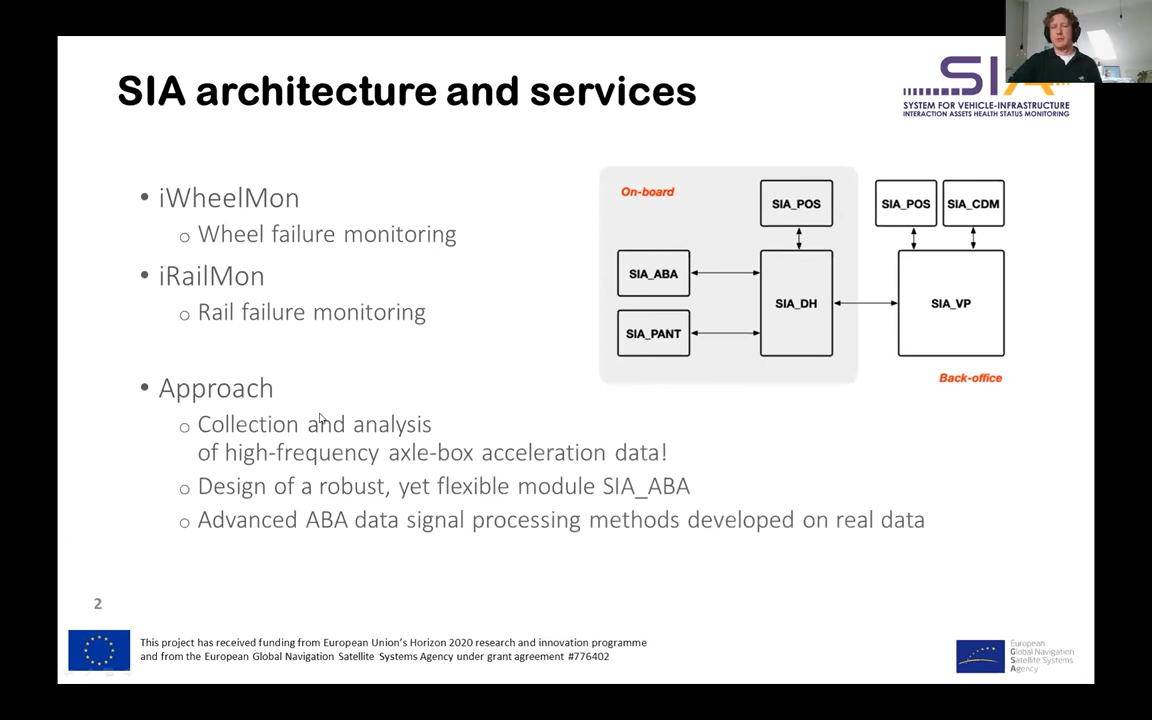 SIA architecture and services
SI
SYSTEM FOR VEHICLE-INFRASTRUCTURE
INTERACTION ASSETS HEALTH STATUS MONITORING
• iWheelMon
o Wheel failure monitoring
• iRailMon
o Rail failure monitoring
• Approach
o Collection and analysis
of high-frequency axle-box acceleration data!
o Design of a robust, yet flexible module SIA_ABA
o Advanced ABA data signal processing methods developed on real data
On-board
SIA_POS
SIA_POS
SIA_CDM
SIA_ABA
SIA_DH
SIA_VP
SIA_PANT
Back-office
2
This project has received funding from European Union's Horizon 2020 research and innovation programme
and from the European Global Navigation Satellite Systems Agency under grant agreement #776402
European
Global Navigation
Satellite Systems
Agency